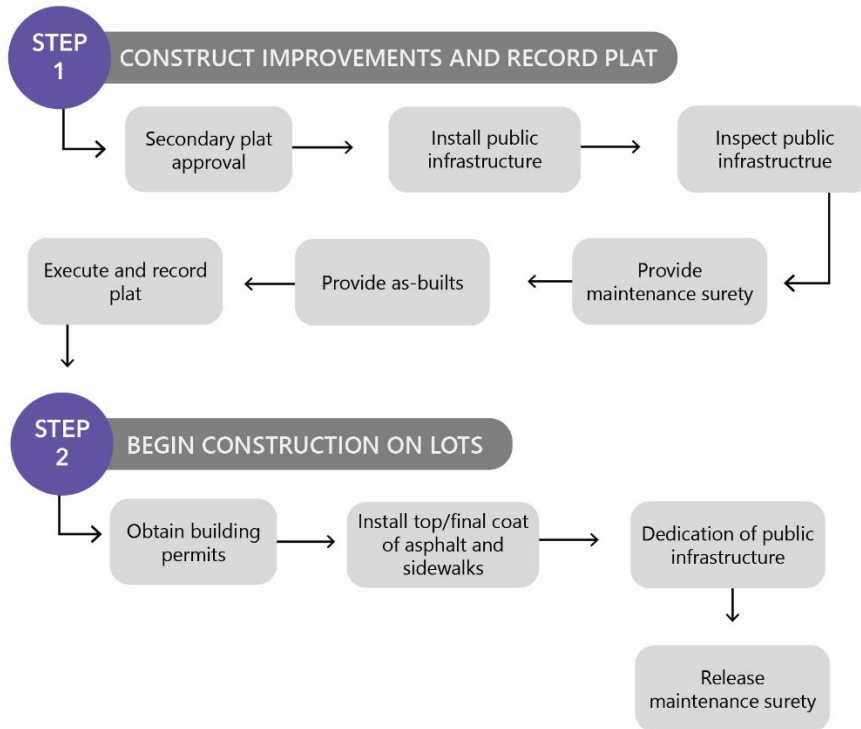 STEP
1
CONSTRUCT IMPROVEMENTS AND RECORD PLAT
Secondary plat
approval
Install public
infrastructure
Inspect public
infrastructrue
Provide
maintenance surety
Provide as-builts
Execute and record
plat
STEP
2
BEGIN CONSTRUCTION ON LOTS
Obtain building
permits
Install top/final coat
of asphalt and
sidewalks
Dedication of public
infrastructure
Release
maintenance surety